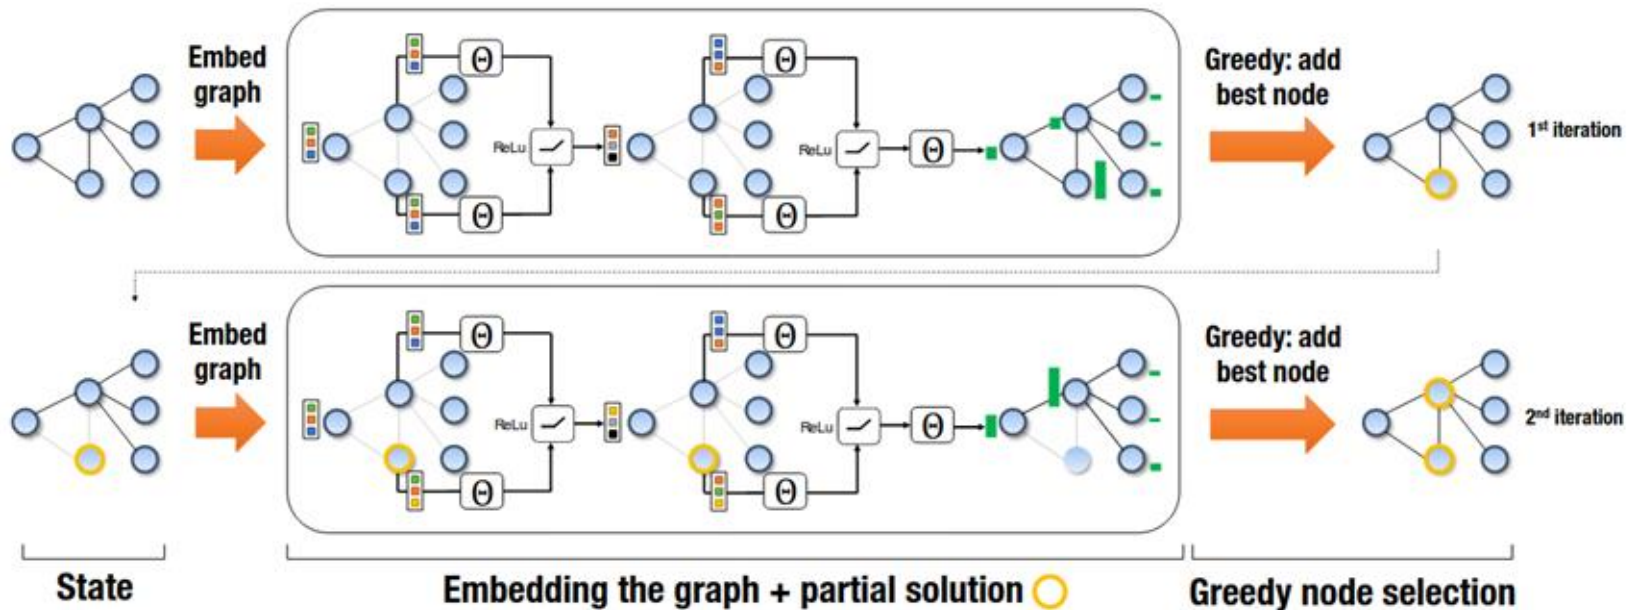 Embed
graph
Θ
Θ
ReLu
Θ
Θ
ReLu
Θ
Greedy: add
best node
1st iteration
Embed
graph
Θ
Θ
ReLu
Θ
Θ
ReLu
Θ
Greedy: add
best node
2nd iteration
State
Embedding the graph + partial solution
Greedy node selection